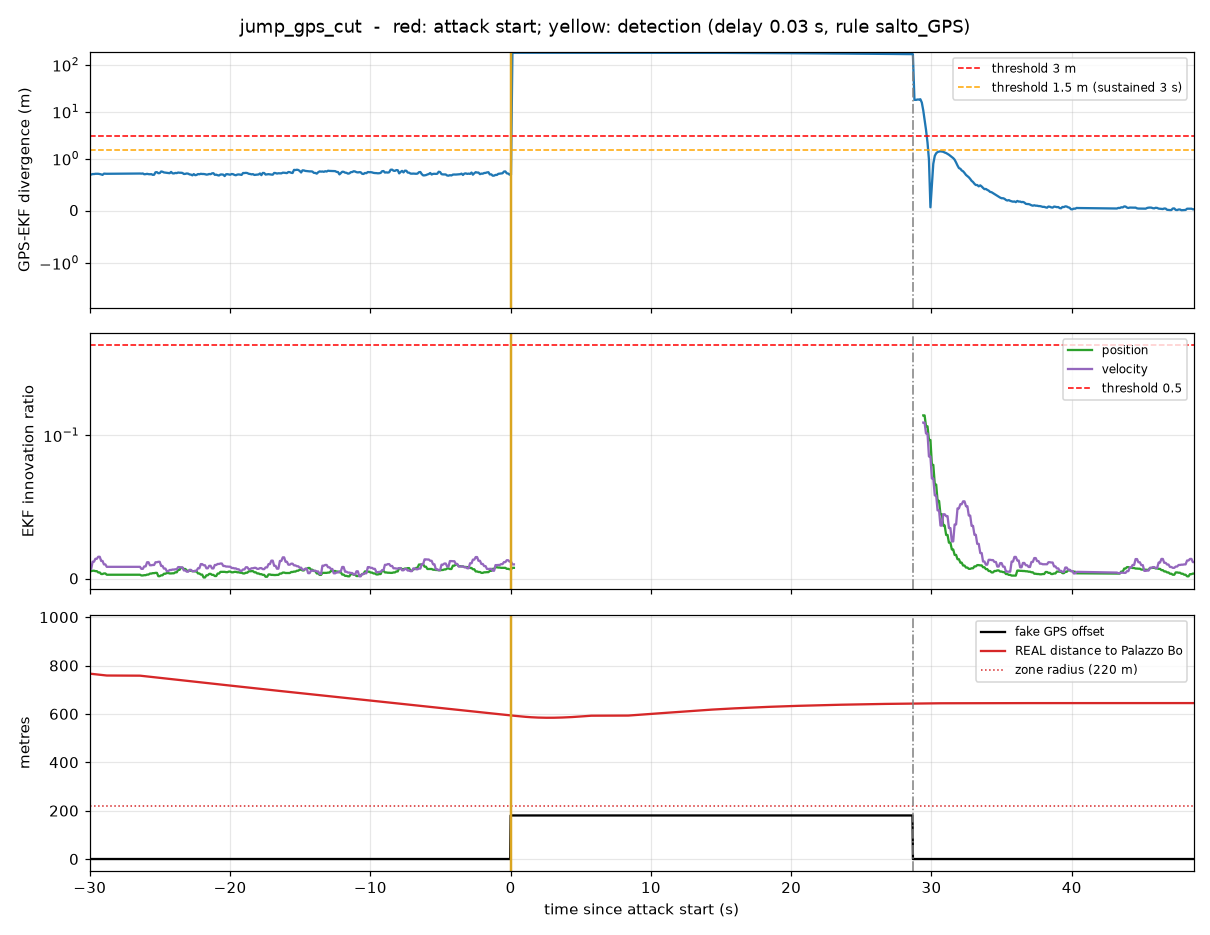 jump_gps_cut - red: attack start; yellow: detection (delay 0.03 s, rule salto_GPS)
GPS-EKF divergence (m)
10²
10¹
10⁰
0
−10⁰
threshold 3 m
threshold 1.5 m (sustained 3 s)
EKF innovation ratio
10⁻¹
0
position
velocity
threshold 0.5
metres
1000
800
600
400
200
0
fake GPS offset
REAL distance to Palazzo Bo
zone radius (220 m)
−30 −20 −10 0 10 20 30 40
time since attack start (s)